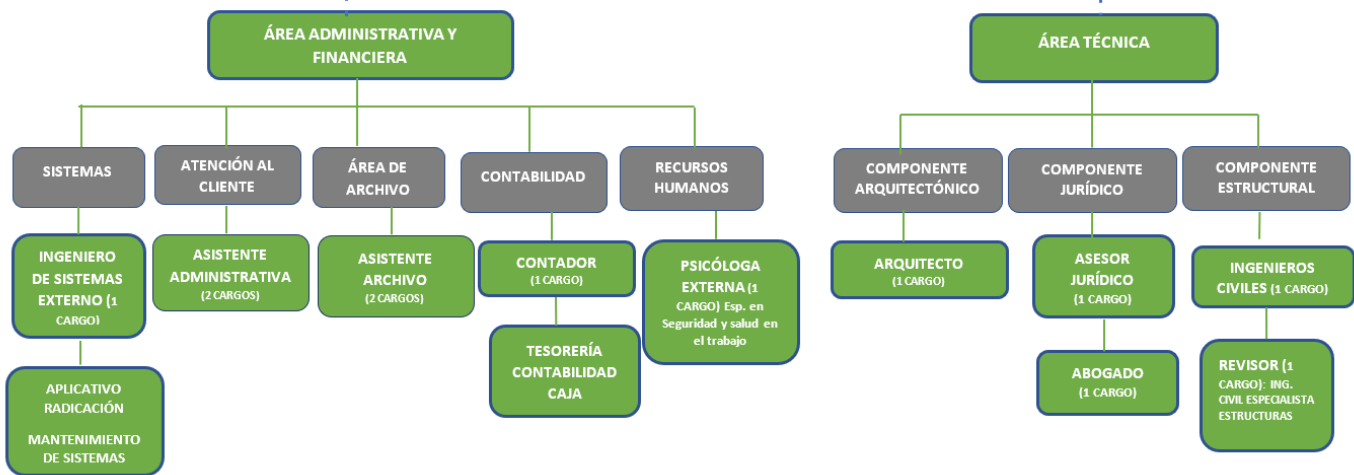 ÁREA ADMINISTRATIVA Y
FINANCIERA
ÁREA TÉCNICA
SISTEMAS
ATENCIÓN AL
CLIENTE
ÁREA DE
ARCHIVO
CONTABILIDAD
RECURSOS
HUMANOS
COMPONENTE
ARQUITECTÓNICO
COMPONENTE
JURÍDICO
COMPONENTE
ESTRUCTURAL
INGENIERO
DE SISTEMAS
EXTERNO (1
CARGO)
ASISTENTE
ADMINISTRATIVA
(2 CARGOS)
ASISTENTE
ARCHIVO
(2 CARGOS)
CONTADOR
(1 CARGO)
PSICÓLOGA
EXTERNA (1
CARGO) Esp. en
Seguridad y salud en
el trabajo
ARQUITECTO
(1 CARGO)
ASESOR
JURÍDICO
(1 CARGO)
INGENIEROS
CIVILES (1 CARGO)
APLICATIVO
RADICACIÓN
MANTENIMIENTO
DE SISTEMAS
TESORERÍA
CONTABILIDAD
CAJA
ABOGADO
(1 CARGO)
REVISOR (1
CARGO): ING.
CIVIL ESPECIALISTA
ESTRUCTURAS